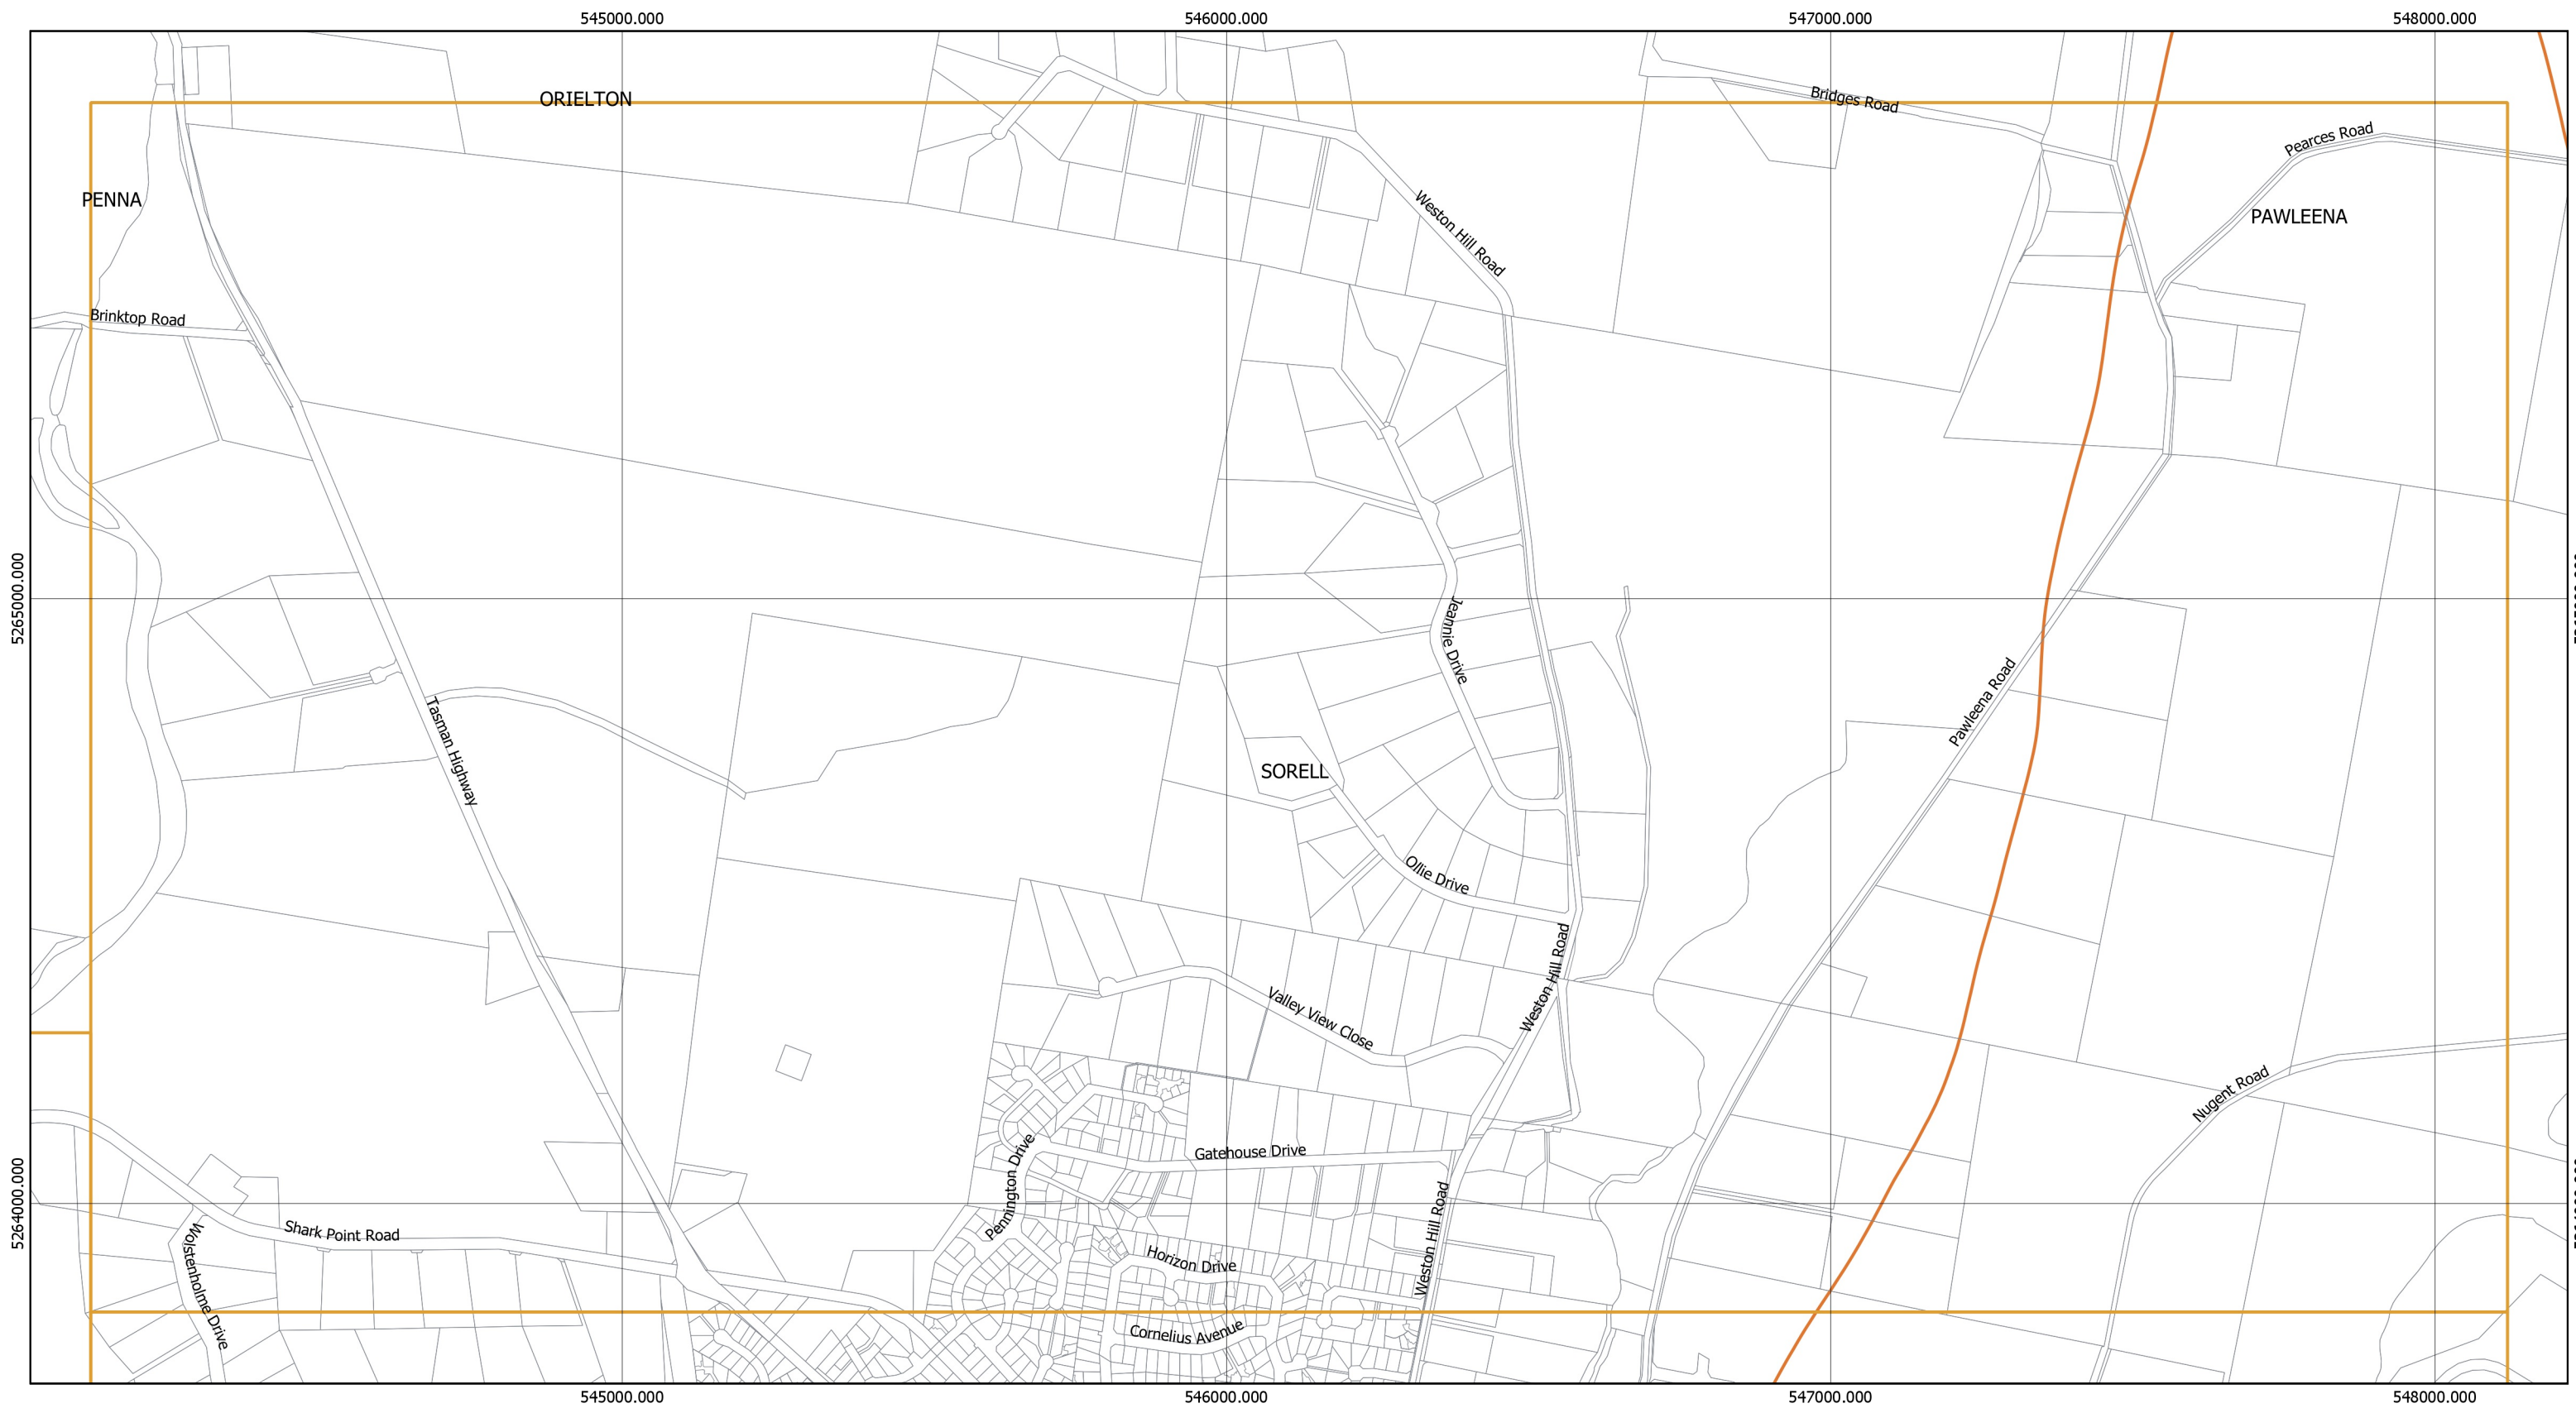 545000.000
546000.000
547000.000
548000.000
Bridges Road
ORIELTON
Pearces Road
PENNA
PAWLEENA
Weston Hill Road
Brinktop Road
5265000.000
Jeannie Drive
Pawleena Road
Tasman Highway
SORELL
Ollie Drive
Weston Hill Road
Valley View Close
Nugent Road
Gatehouse Drive
Pennington Drive
5264000.000
Weston Hill Road
Shark Point Road
Wolstenholme Drive
Horizon Drive
Cornelius Avenue
545000.000
546000.000
547000.000
548000.000